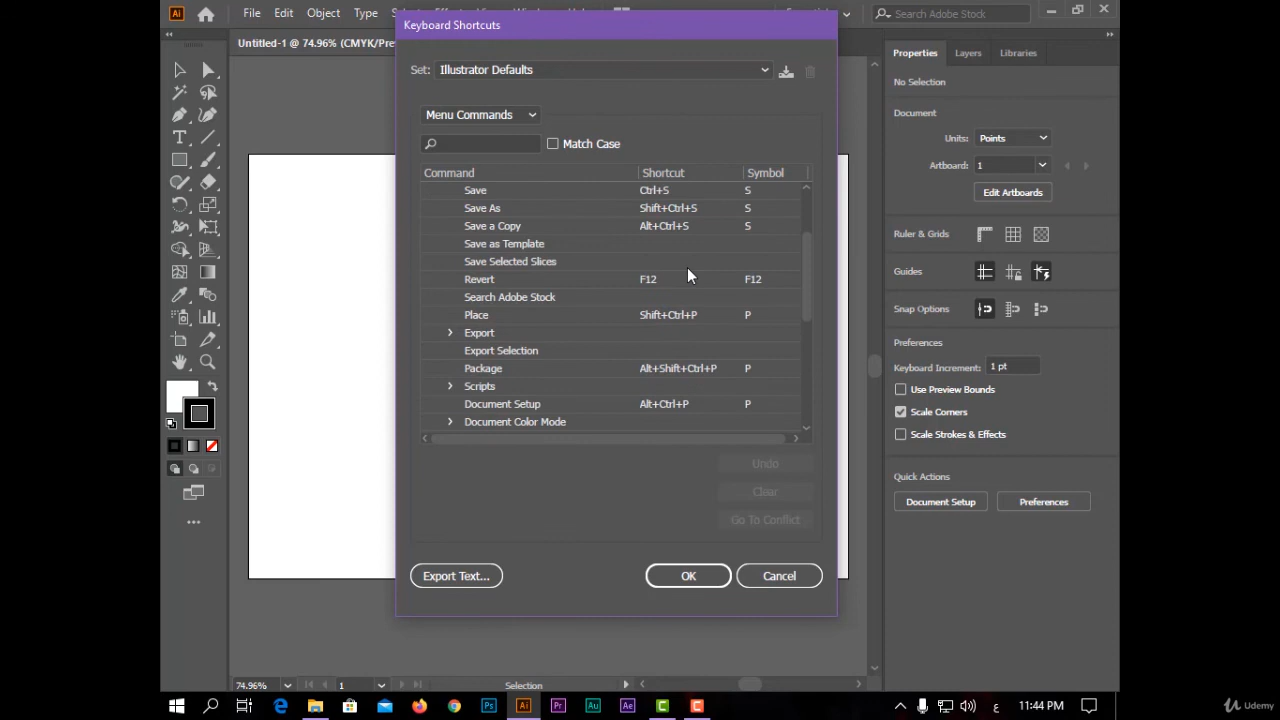 Ai
File Edit Object Type
Search Adobe Stock
Keyboard Shortcuts
Untitled-1 @ 74.96% (CMYK/Pre
Set: Illustrator Defaults
Menu Commands
Match Case
Command Shortcut Symbol
Save Ctrl+S S
Save As Shift+Ctrl+S S
Save a Copy Alt+Ctrl+S S
Save as Template
Save Selected Slices
Revert F12 F12
Search Adobe Stock
Place Shift+Ctrl+P P
Export
Export Selection
Package Alt+Shift+Ctrl+P P
Scripts
Document Setup Alt+Ctrl+P P
Document Color Mode
Undo
Clear
Go To Conflict
Export Text...
OK
Cancel
Properties Layers Libraries
No Selection
Document
Units: Points
Artboard: 1
Edit Artboards
Ruler & Grids
Guides
Snap Options
Preferences
Keyboard Increment: 1 pt
Use Preview Bounds
Scale Corners
Scale Strokes & Effects
Quick Actions
Document Setup Preferences
74.96% 1 Selection
Ps Ai Pr Au Ae
ع 11:44 PM
Udemy